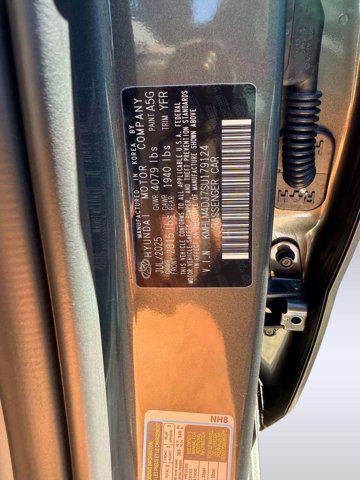 MANUFACTURED IN KOREA BY
HYUNDAI MOTOR COMPANY
JUL/2025 GVWR 4079 lbs PAINT A5G
GAWR FRONT 2315 lbs GAWR REAR 1940 lbs TRIM YFR
THIS VEHICLE CONFORMS TO ALL APPLICABLE U.S. FEDERAL
MOTOR VEHICLE SAFETY, BUMPER AND THEFT PREVENTION
STANDARDS IN EFFECT ON THE DATE OF MANUFACTURE SHOWN ABOVE.
V.I.N : KMHLM4DJ7SU179124
PASSENGER CAR
NHB